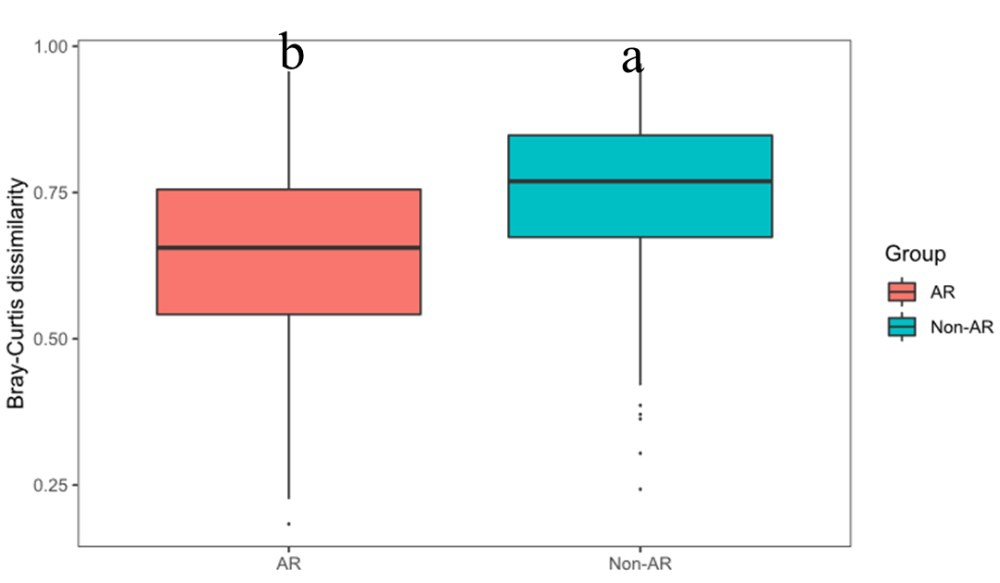 b
a
1.00
0.75
0.50
0.25
Bray-Curtis dissimilarity
AR
Non-AR
Group
AR
Non-AR